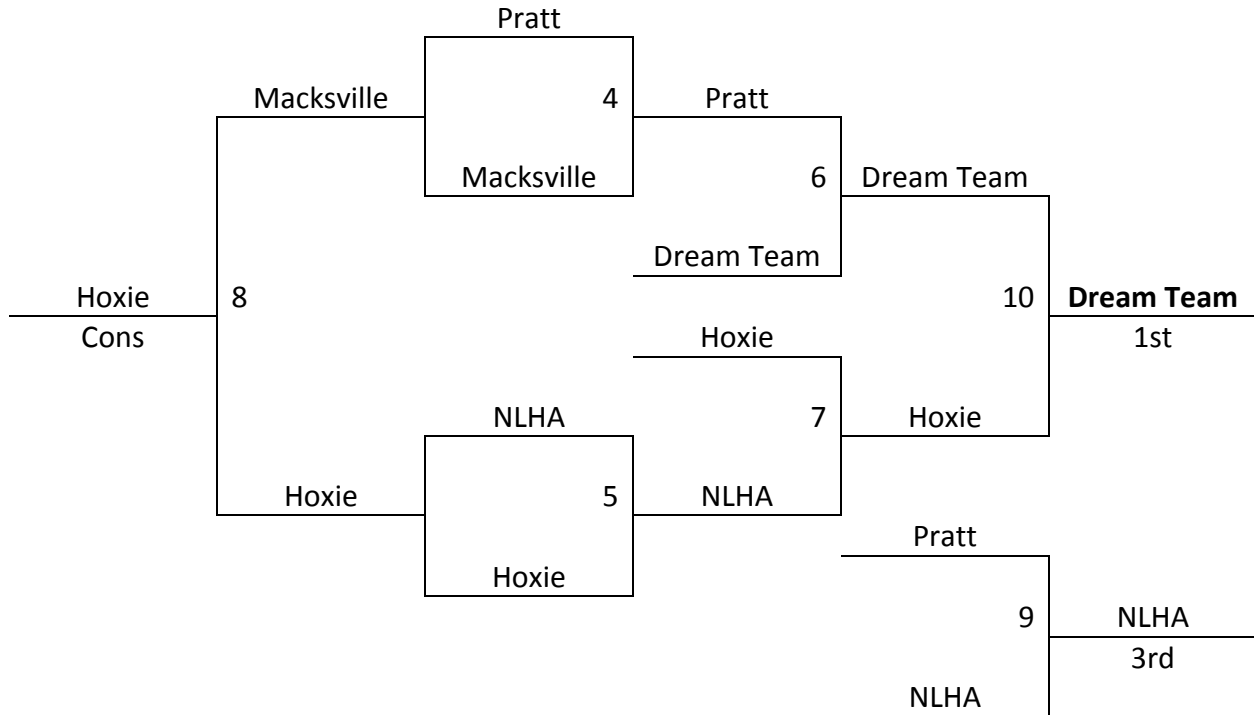 Pratt
Macksville 4 Pratt
Macksville 6 Dream Team
Dream Team
Hoxie 8 10 Dream Team
Cons Hoxie 1st
NLHA 7 Hoxie
Hoxie 5 NLHA
Pratt
Hoxie
9 NLHA
3rd
NLHA